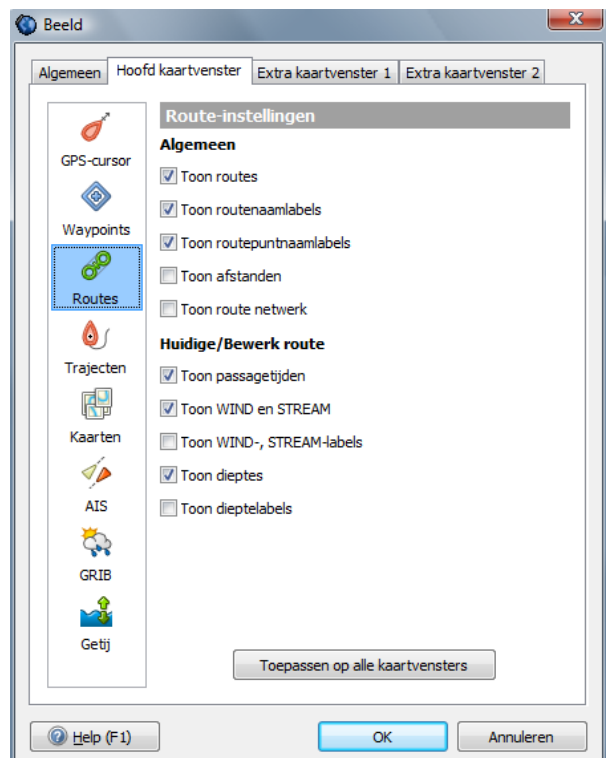 Beeld
Algemeen
Hoofd kaartvenster
Extra kaartvenster 1
Extra kaartvenster 2
GPS-cursor
Waypoints
Routes
Trajecten
Kaarten
AIS
GRIB
Getij
Route-instellingen
Algemeen
Toon routes
Toon routenaamlabels
Toon routepuntnaamlabels
Toon afstanden
Toon route netwerk
Huidige/Bewerk route
Toon passagetijden
Toon WIND en STREAM
Toon WIND-, STREAM-labels
Toon dieptes
Toon dieptelabels
Toepassen op alle kaartvensters
Help (F1)
OK
Annuleren